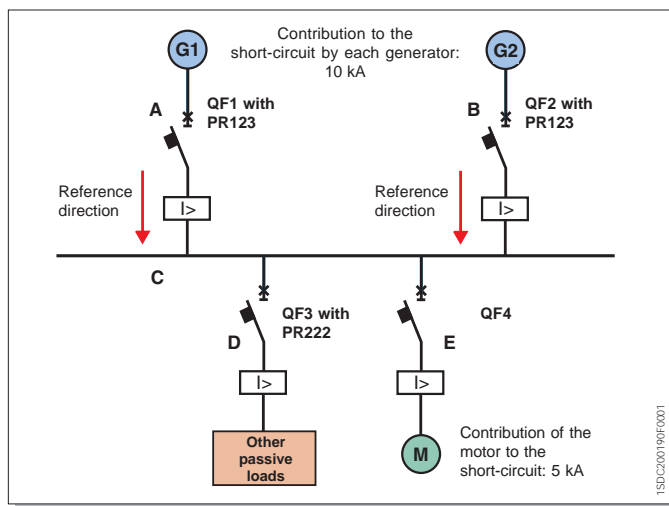 G1
Contribution to the
short-circuit by each generator:
10 kA
G2
A
QF1 with
PR123
B
QF2 with
PR123
Reference
direction
I>
Reference
direction
I>
C
D
QF3 with
PR222
QF4
E
I>
I>
Other
passive
loads
M
Contribution of the
motor to the
short-circuit: 5 kA
1SDC200190F0001